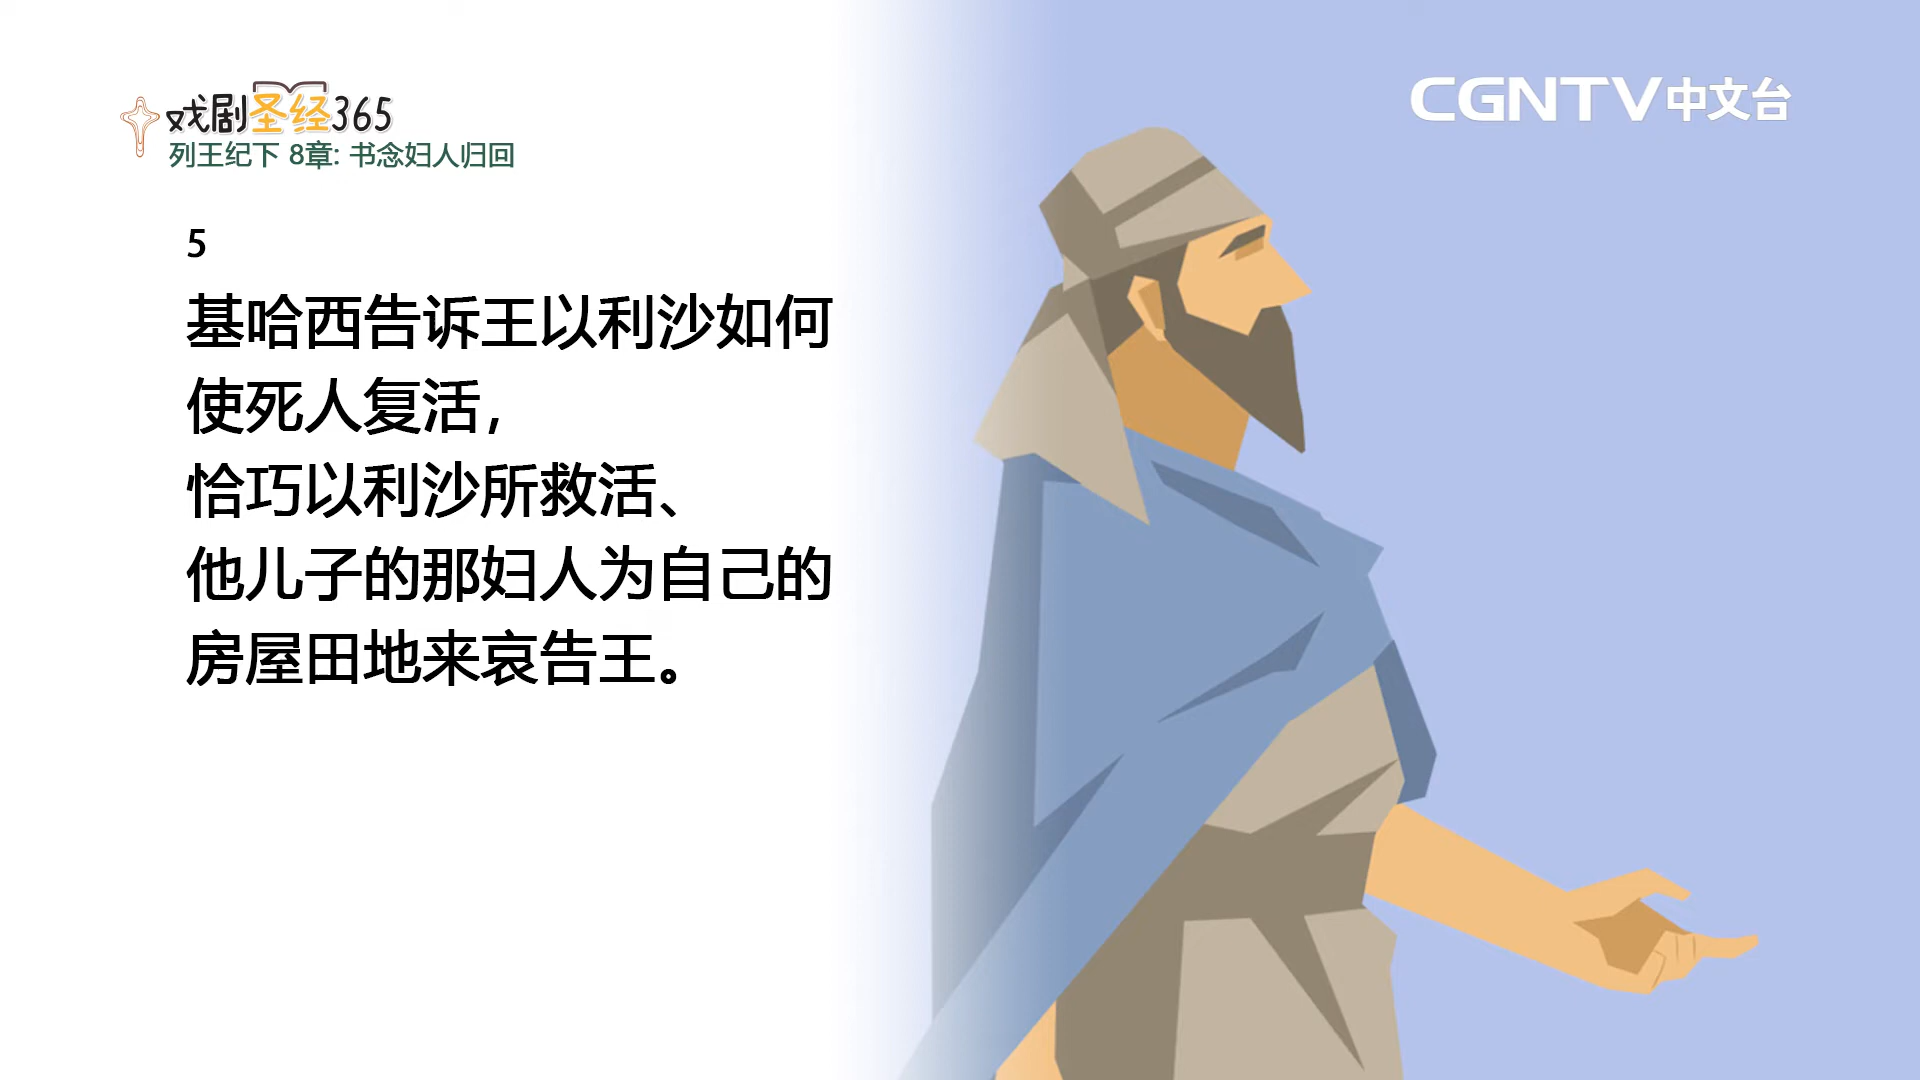 戏剧圣经365
CGNTV中文台
列王纪下 8章: 书念妇人归回
5
基哈西告诉王以利沙如何
使死人复活，
恰巧以利沙所救活、
他儿子的那妇人为自己的
房屋田地来哀告王。